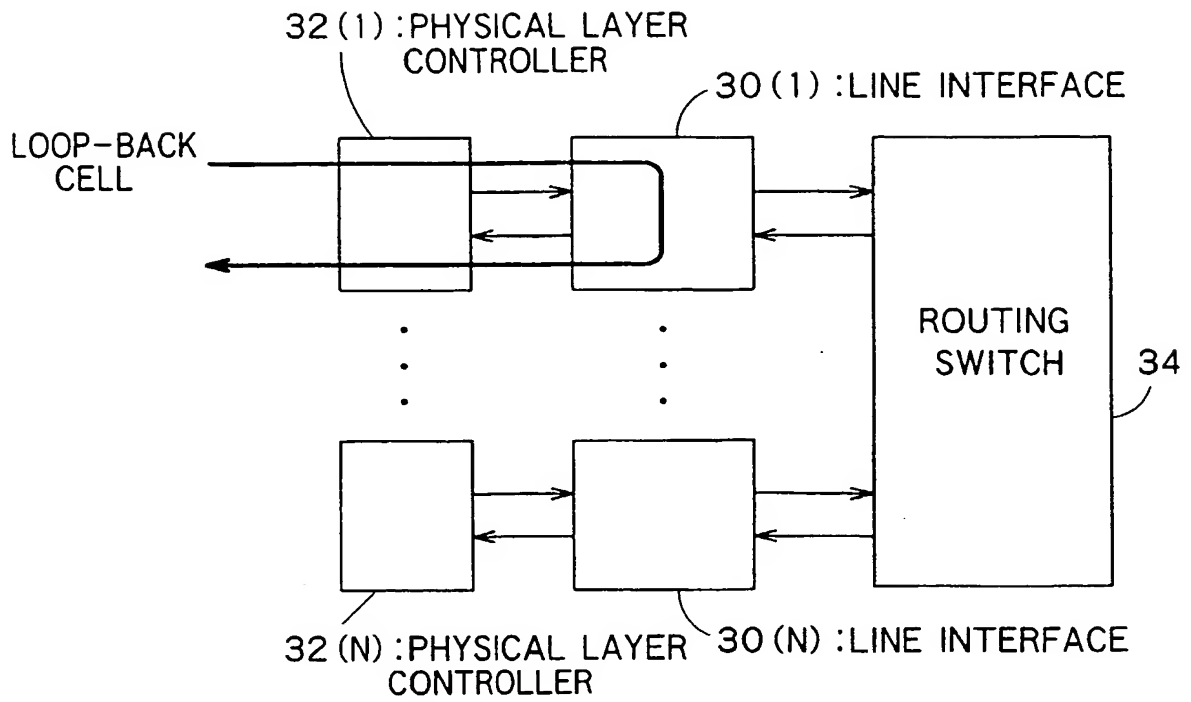 32(1) :PHYSICAL LAYER
CONTROLLER
30(1) :LINE INTERFACE
LOOP-BACK
CELL
ROUTING
SWITCH
34
32(N) :PHYSICAL LAYER
CONTROLLER
30(N) :LINE INTERFACE